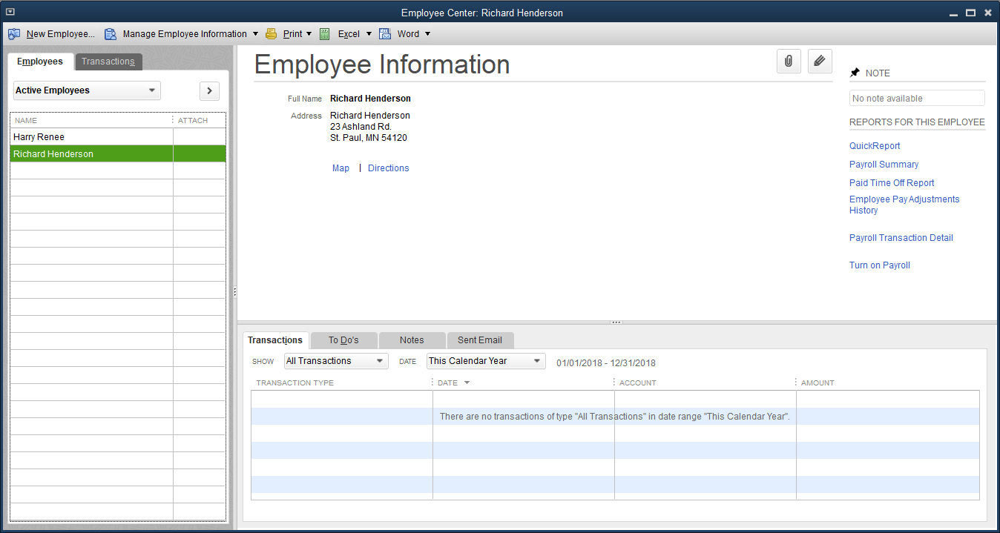 Employee Center: Richard Henderson
New Employee... Manage Employee Information Print Excel Word
Employees Transactions
Active Employees
NAME ATTACH
Harry Renee
Richard Henderson
Employee Information
Full Name Richard Henderson
Address Richard Henderson
23 Ashland Rd.
St. Paul, MN 54120
Map | Directions
NOTE
No note available
REPORTS FOR THIS EMPLOYEE
QuickReport
Payroll Summary
Paid Time Off Report
Employee Pay Adjustments
History
Payroll Transaction Detail
Turn on Payroll
Transactions To Do's Notes Sent Email
SHOW All Transactions DATE This Calendar Year 01/01/2018 - 12/31/2018
TRANSACTION TYPE DATE ACCOUNT AMOUNT
There are no transactions of type "All Transactions" in date range "This Calendar Year".